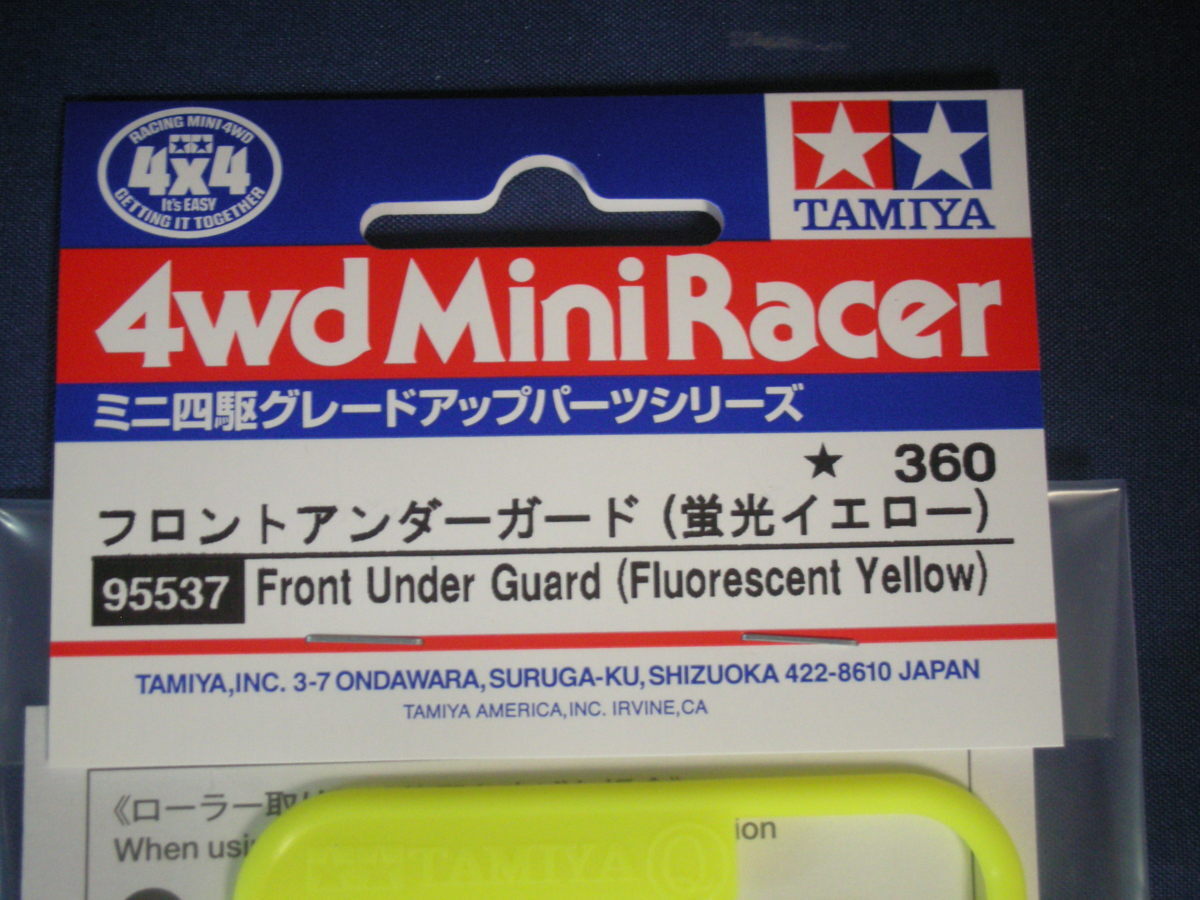 RACING MINI 4WD
4x4
It's EASY
GETTING IT TOGETHER
TAMIYA
4wd Mini Racer
ミニ四駆グレードアップパーツシリーズ
★ 360
フロントアンダーガード (蛍光イエロー)
95537 Front Under Guard (Fluorescent Yellow)
TAMIYA,INC. 3-7 ONDAWARA, SURUGA-KU, SHIZUOKA 422-8610 JAPAN
TAMIYA AMERICA,INC. IRVINE,CA
《ローラー取
When usi
ion
TAMIYA